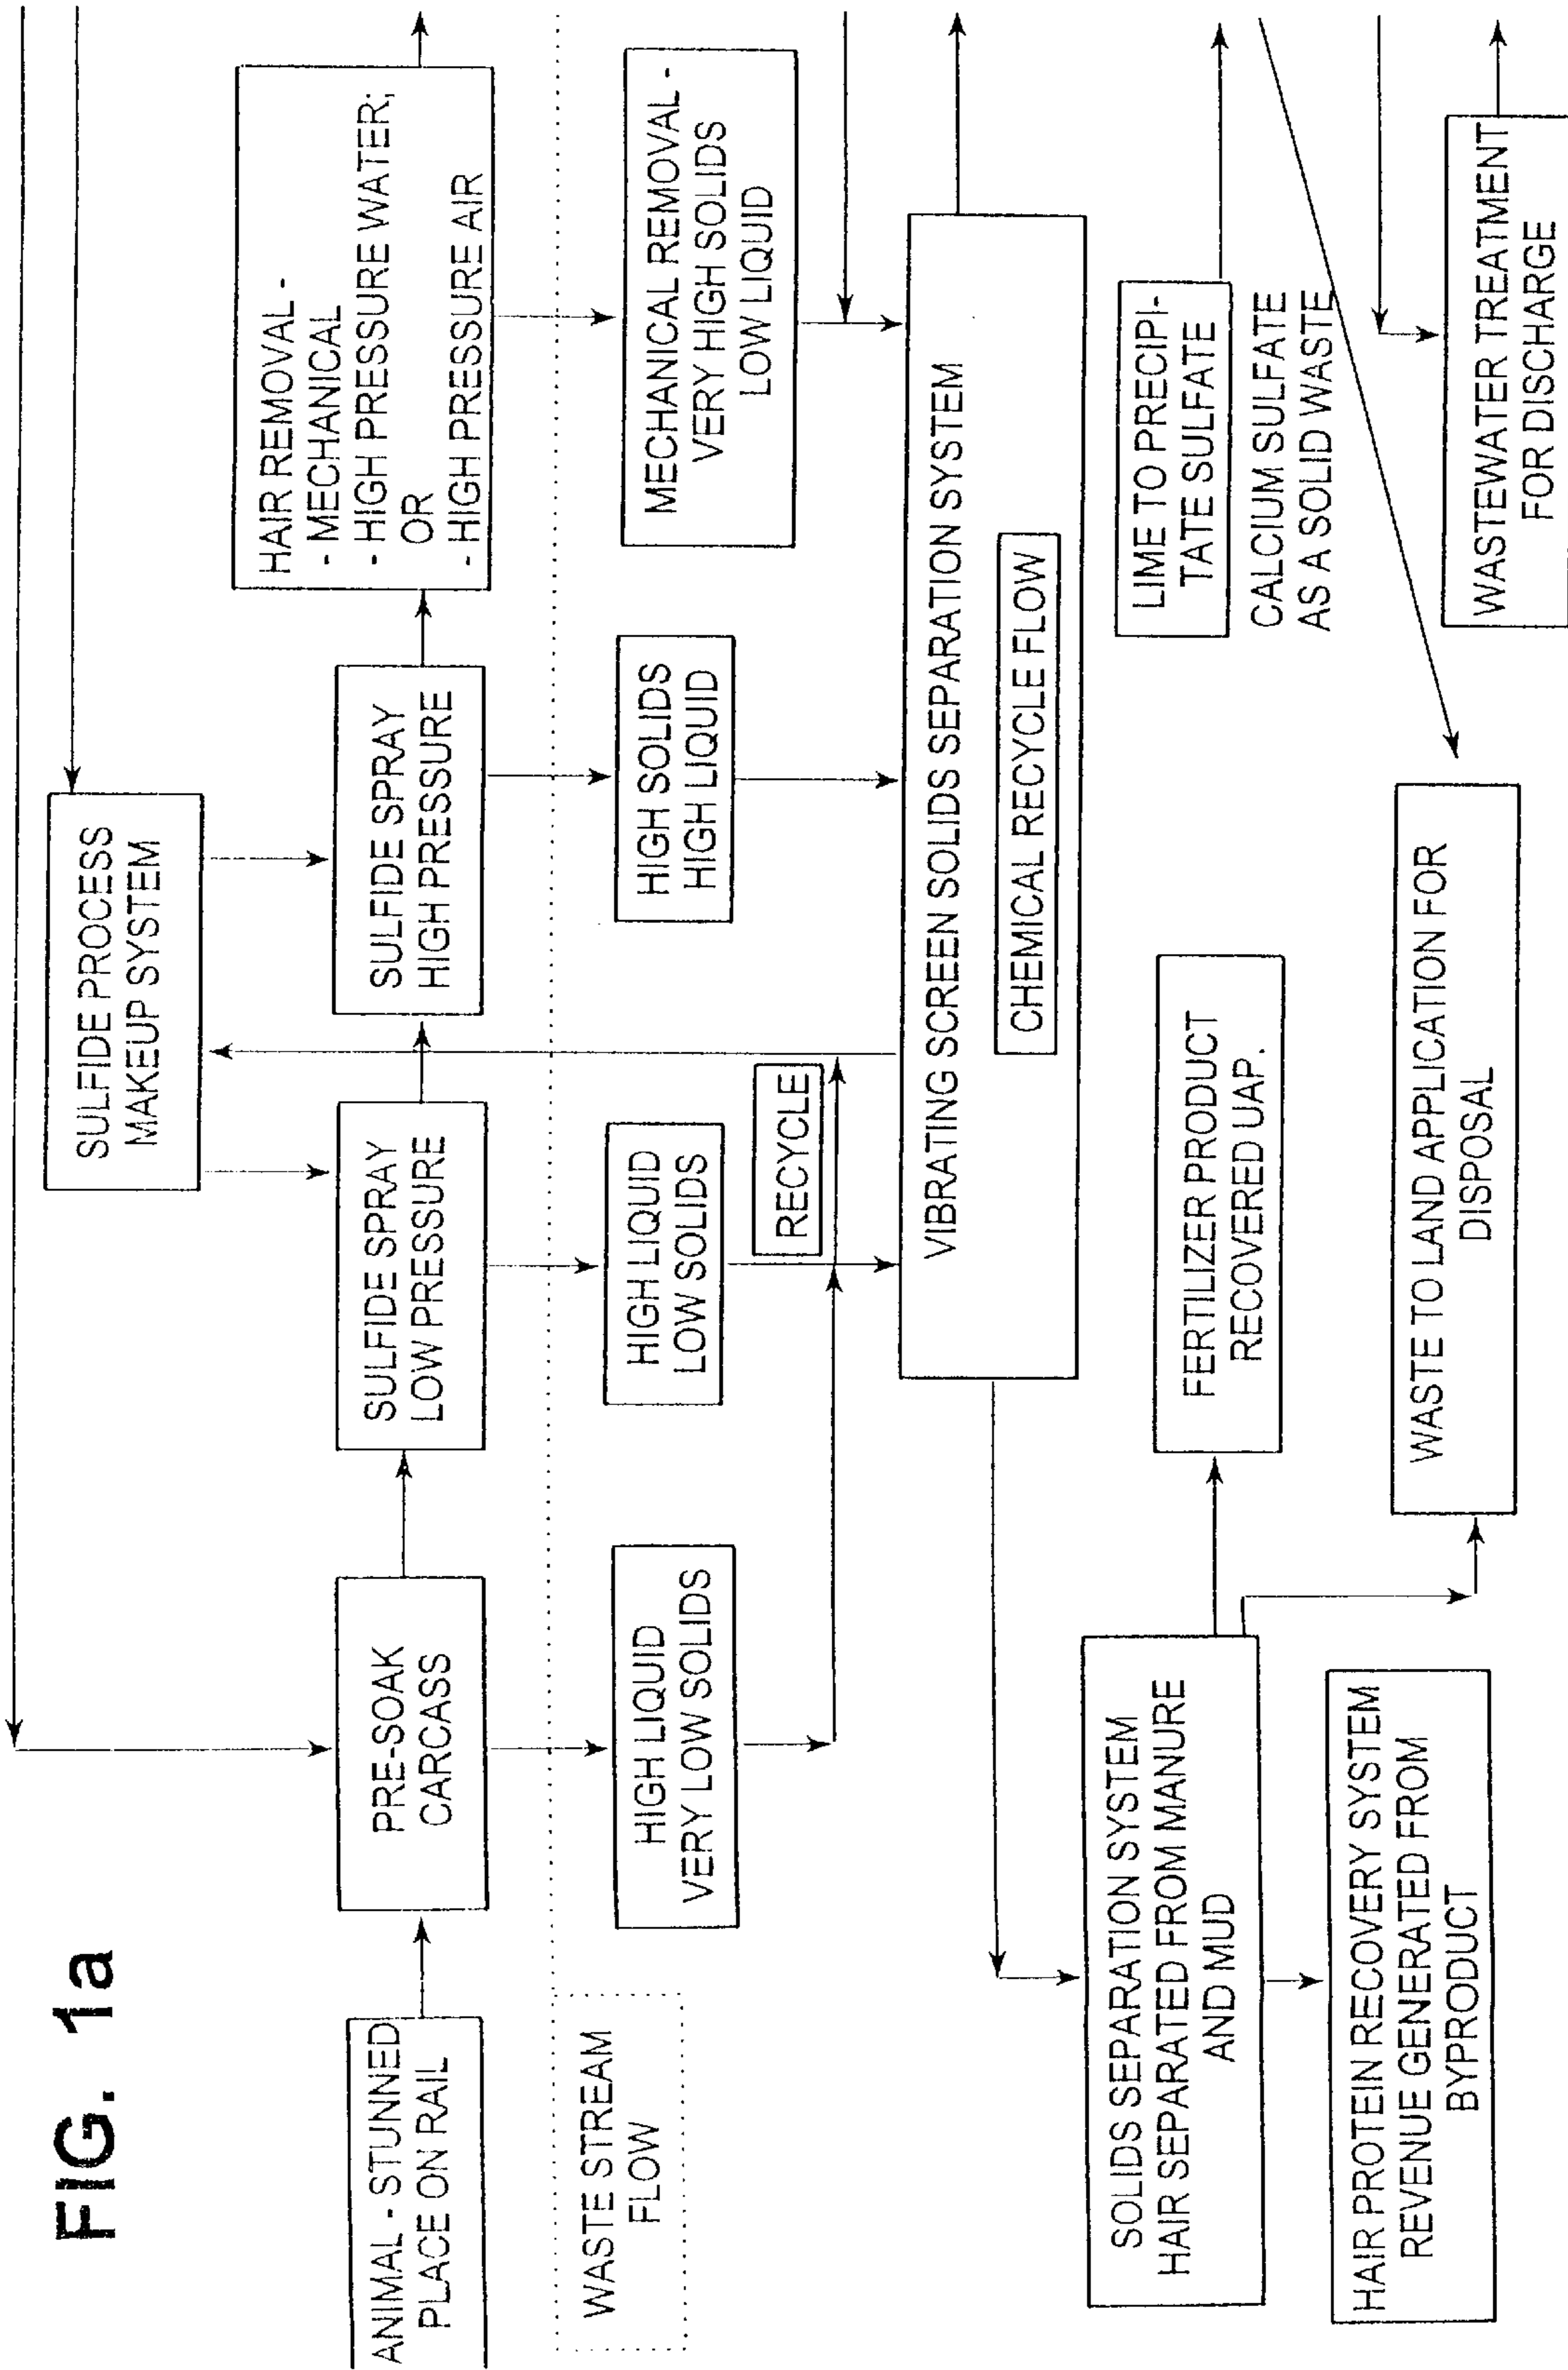 FIG. 1a
SULFIDE PROCESS
MAKEUP SYSTEM
ANIMAL - STUNNED
PLACE ON RAIL
PRE-SOAK
CARCASS
SULFIDE SPRAY
LOW PRESSURE
SULFIDE SPRAY
HIGH PRESSURE
HAIR REMOVAL -
- MECHANICAL
- HIGH PRESSURE WATER;
OR
- HIGH PRESSURE AIR
WASTE STREAM
FLOW
HIGH LIQUID
VERY LOW SOLIDS
HIGH LIQUID
LOW SOLIDS
HIGH SOLIDS
HIGH LIQUID
MECHANICAL REMOVAL -
VERY HIGH SOLIDS
LOW LIQUID
RECYCLE
VIBRATING SCREEN SOLIDS SEPARATION SYSTEM
CHEMICAL RECYCLE FLOW
SOLIDS SEPARATION SYSTEM
HAIR SEPARATED FROM MANURE
AND MUD
FERTILIZER PRODUCT
RECOVERED UAP.
LIME TO PRECIPI-
TATE SULFATE
CALCIUM SULFATE
AS A SOLID WASTE
HAIR PROTEIN RECOVERY SYSTEM
REVENUE GENERATED FROM
BYPRODUCT
WASTE TO LAND APPLICATION FOR
DISPOSAL
WASTEWATER TREATMENT
FOR DISCHARGE